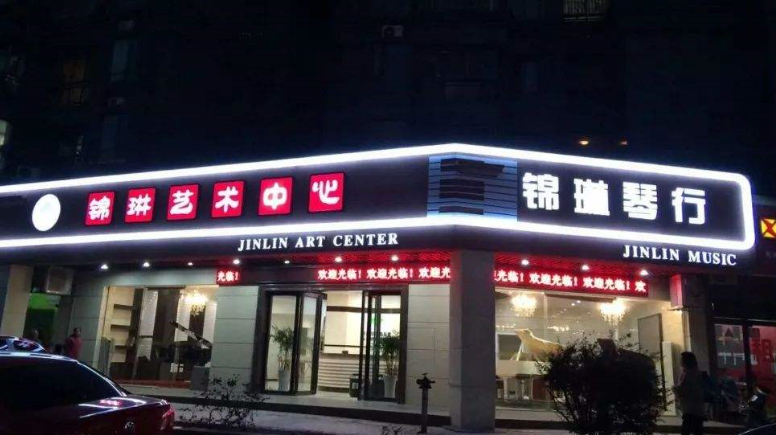 锦琳艺术中心
JINLIN ART CENTER
锦琳琴行
JINLIN MUSIC
光临!
欢迎光临!欢迎光临!欢迎
光临!欢迎光临!欢迎光临!欢